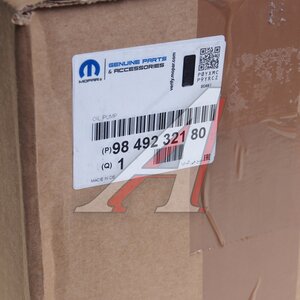 MOPAR
GENUINE PARTS
& ACCESSORIES
verify.mopar.com
OIL PUMP
(P) 98 492 321 80
(Q) 1
MADE IN DE